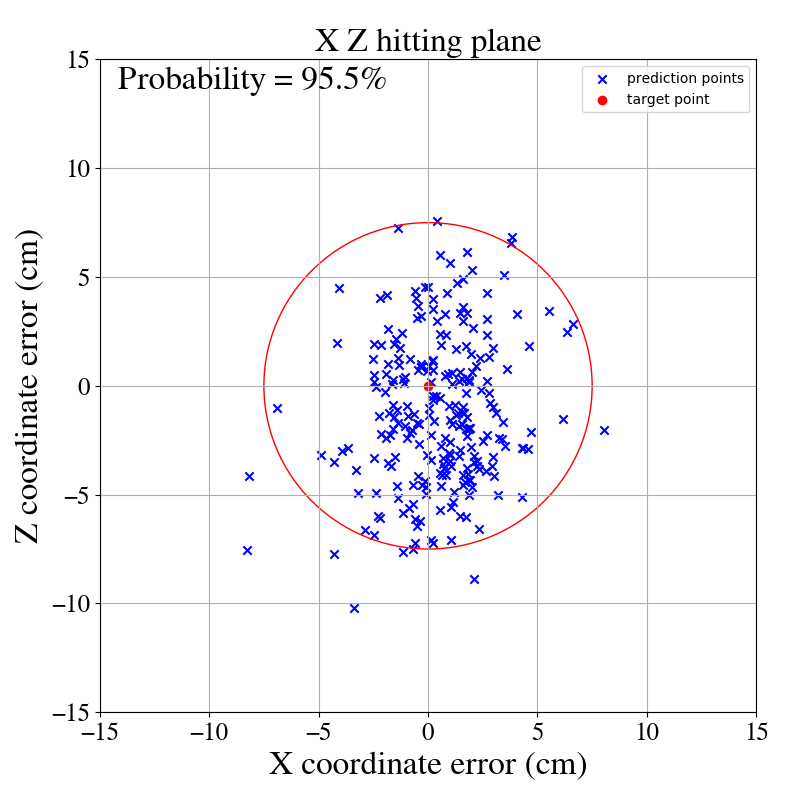 X Z hitting plane
Probability = 95.5%
prediction points
target point
15
10
5
0
−5
−10
−15
Z coordinate error (cm)
−15
−10
−5
0
5
10
15
X coordinate error (cm)